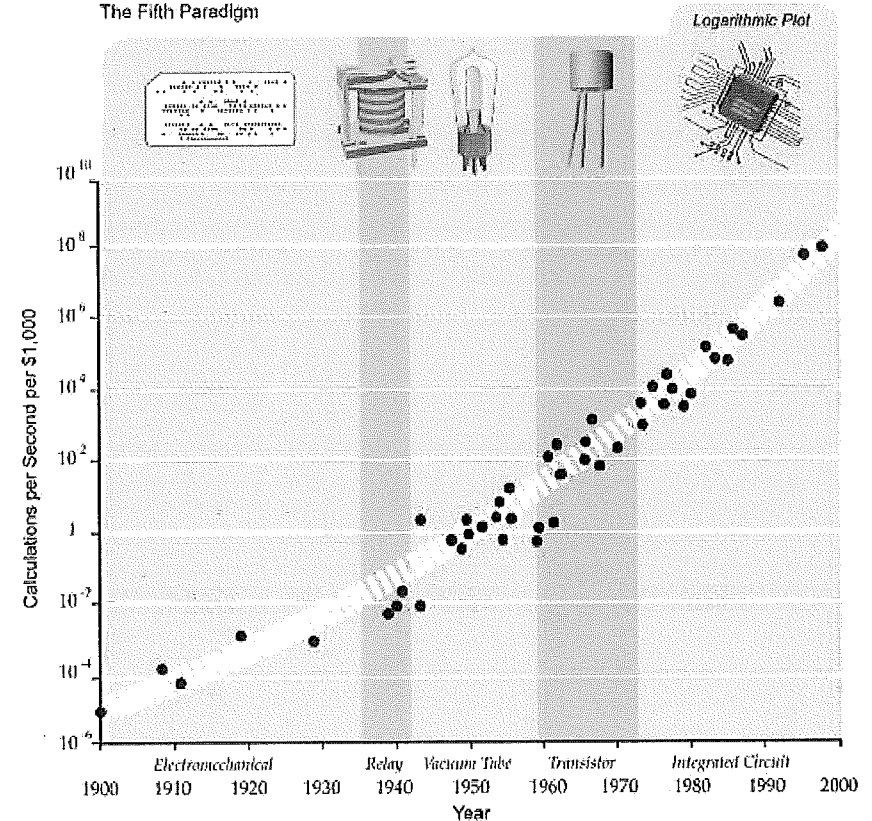 The Fifth Paradigm
Logarithmic Plot
10^10
10^8
10^6
10^4
10^2
1
10^-2
10^-4
10^-6
Calculations per Second per $1,000
Electromechanical Relay Vacuum Tube Transistor Integrated Circuit
1900 1910 1920 1930 1940 1950 1960 1970 1980 1990 2000
Year